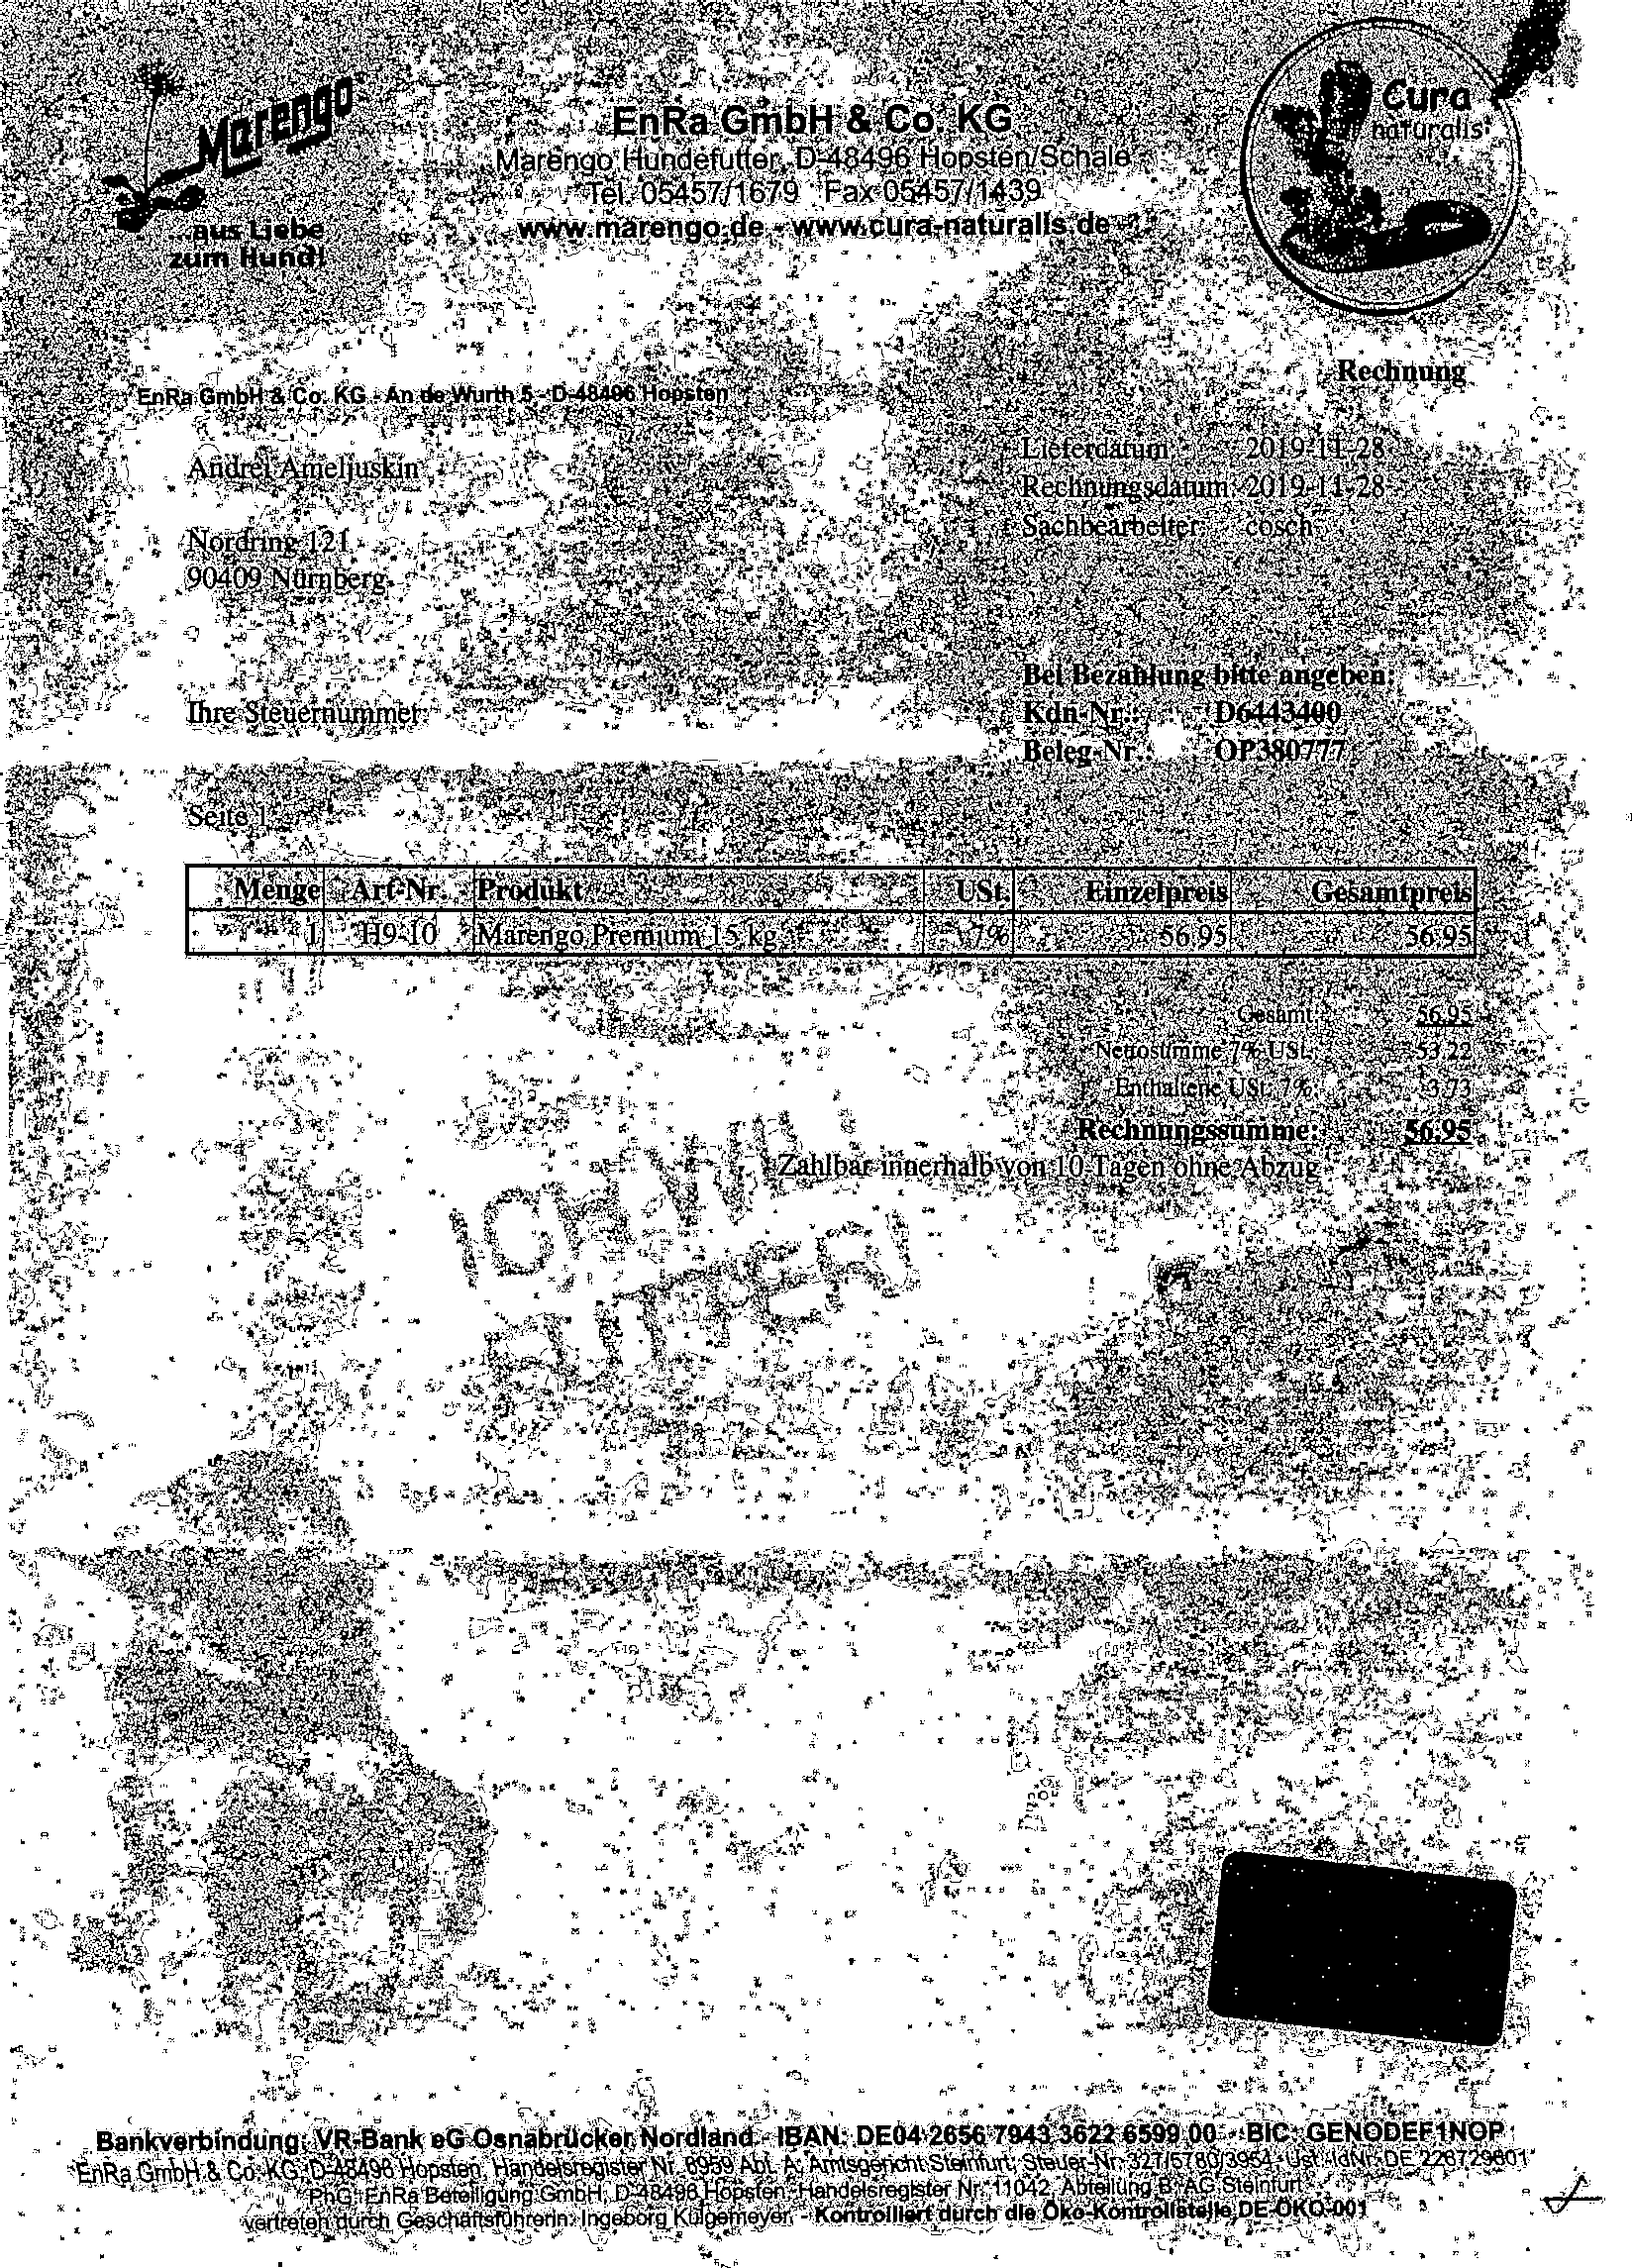 Marengo
...aus Liebe
zum Hund!
EnRa GmbH & Co. KG
Marengo Hundefutter, D-48496 Hopsten/Schale
Tel. 05457/1679 Fax 05457/1439
www.marengo.de - www.cura-naturalis.de
Cura
naturalis
Rechnung
EnRa GmbH & Co. KG - An de Wurth 5 - D-48496 Hopsten
Andrei Ameljuskin
Nordring 121
90409 Nürnberg
Lieferdatum: 2019-11-28
Rechnungsdatum: 2019-11-28
Sachbearbeiter: cosch
Bei Bezahlung bitte angeben:
Ihre Steuernummer: Kdn-Nr.: D6443400
Beleg-Nr.: OP380777
Seite 1
Menge Art-Nr. Produkt USt. Einzelpreis Gesamtpreis
1 H9-10 Marengo Premium 15 kg 7% 56.95 56.95
Gesamt: 56.95
Nettosumme 7% USt.: 53.22
Enthaltene USt. 7%: 3.73
Rechnungssumme: 56.95
Zahlbar innerhalb von 10 Tagen ohne Abzug
ICH WILL
FUTTER!
Bankverbindung: VR-Bank eG Osnabrücker Nordland - IBAN: DE04 2656 7943 3622 6599 00 - BIC: GENODEF1NOP
EnRa GmbH & Co. KG, D-48496 Hopsten, Handelsregister Nr. 6959 Abt. A, Amtsgericht Steinfurt, Steuer-Nr. 327/5780/3954, Ust.-IdNr. DE 226729601
PhG: EnRa Beteiligung GmbH, D-48496 Hopsten, Handelsregister Nr. 11042, Abteilung B, AG Steinfurt
vertreten durch Geschäftsführerin: Ingeborg Külgemeyer - Kontrolliert durch die Öko-Kontrollstelle DE-ÖKO-001